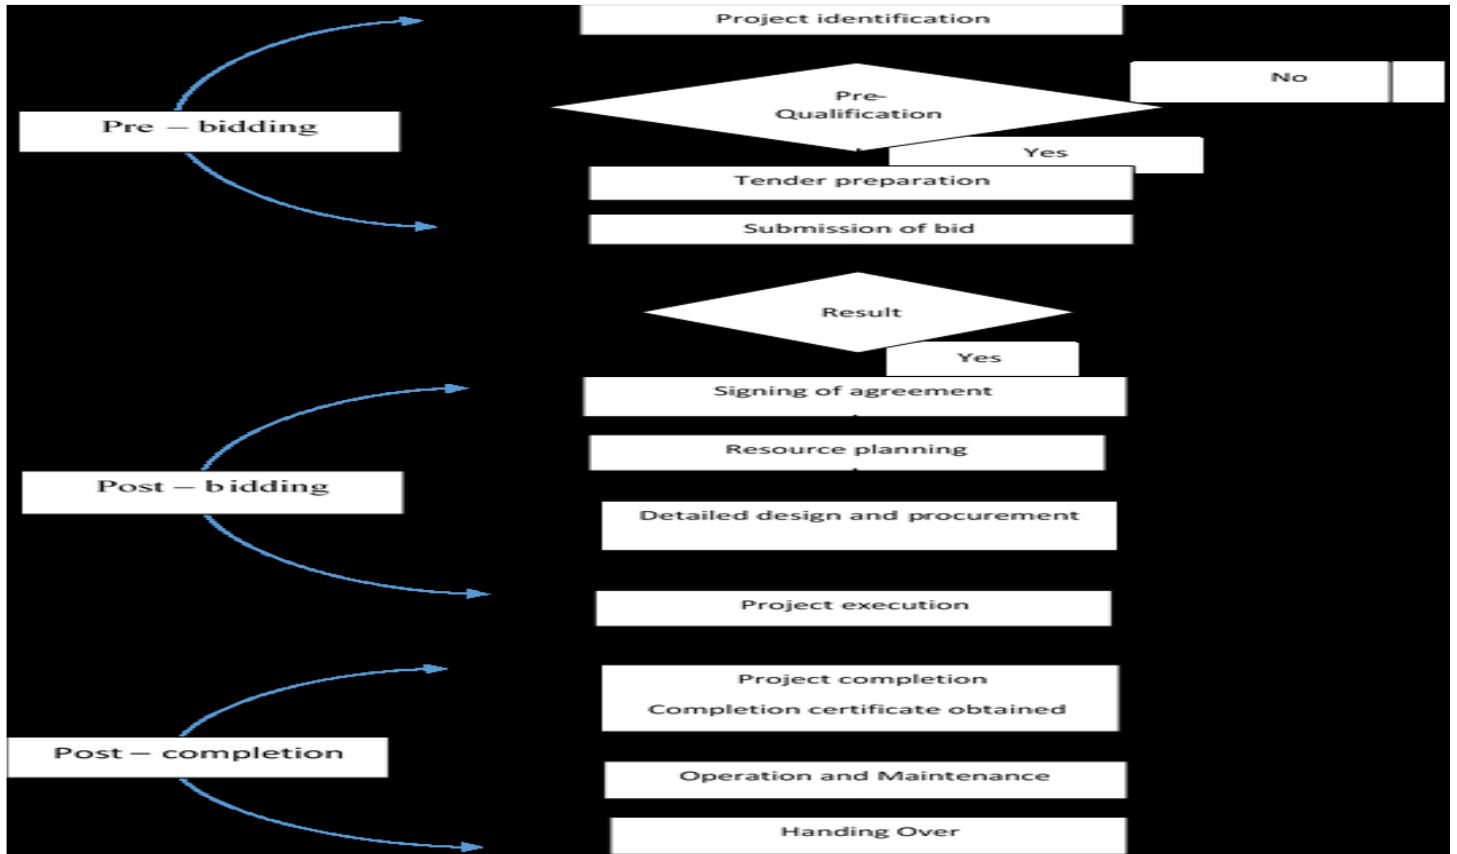 Project identification
No
Pre-
Qualification
Pre – bidding
Yes
Tender preparation
Submission of bid
Result
Yes
Signing of agreement
Resource planning
Post – bidding
Detailed design and procurement
Project execution
Project completion
Completion certificate obtained
Post – completion
Operation and Maintenance
Handing Over